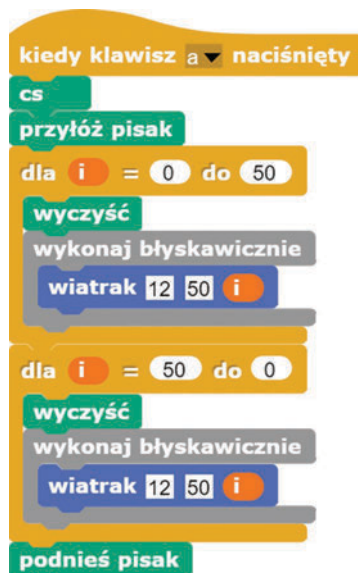 kiedy klawisz a naciśnięty
cs
przyłóż pisak
dla i = 0 do 50
wyczyść
wykonaj błyskawicznie
wiatrak 12 50 i
dla i = 50 do 0
wyczyść
wykonaj błyskawicznie
wiatrak 12 50 i
podnieś pisak